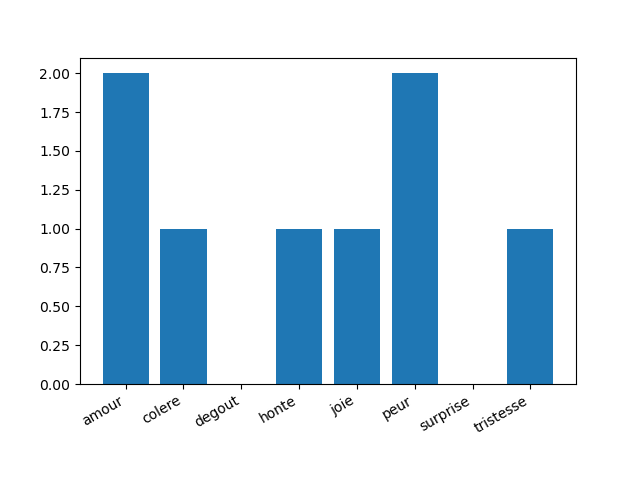 2.00
1.75
1.50
1.25
1.00
0.75
0.50
0.25
0.00
amour
colere
degout
honte
joie
peur
surprise
tristesse